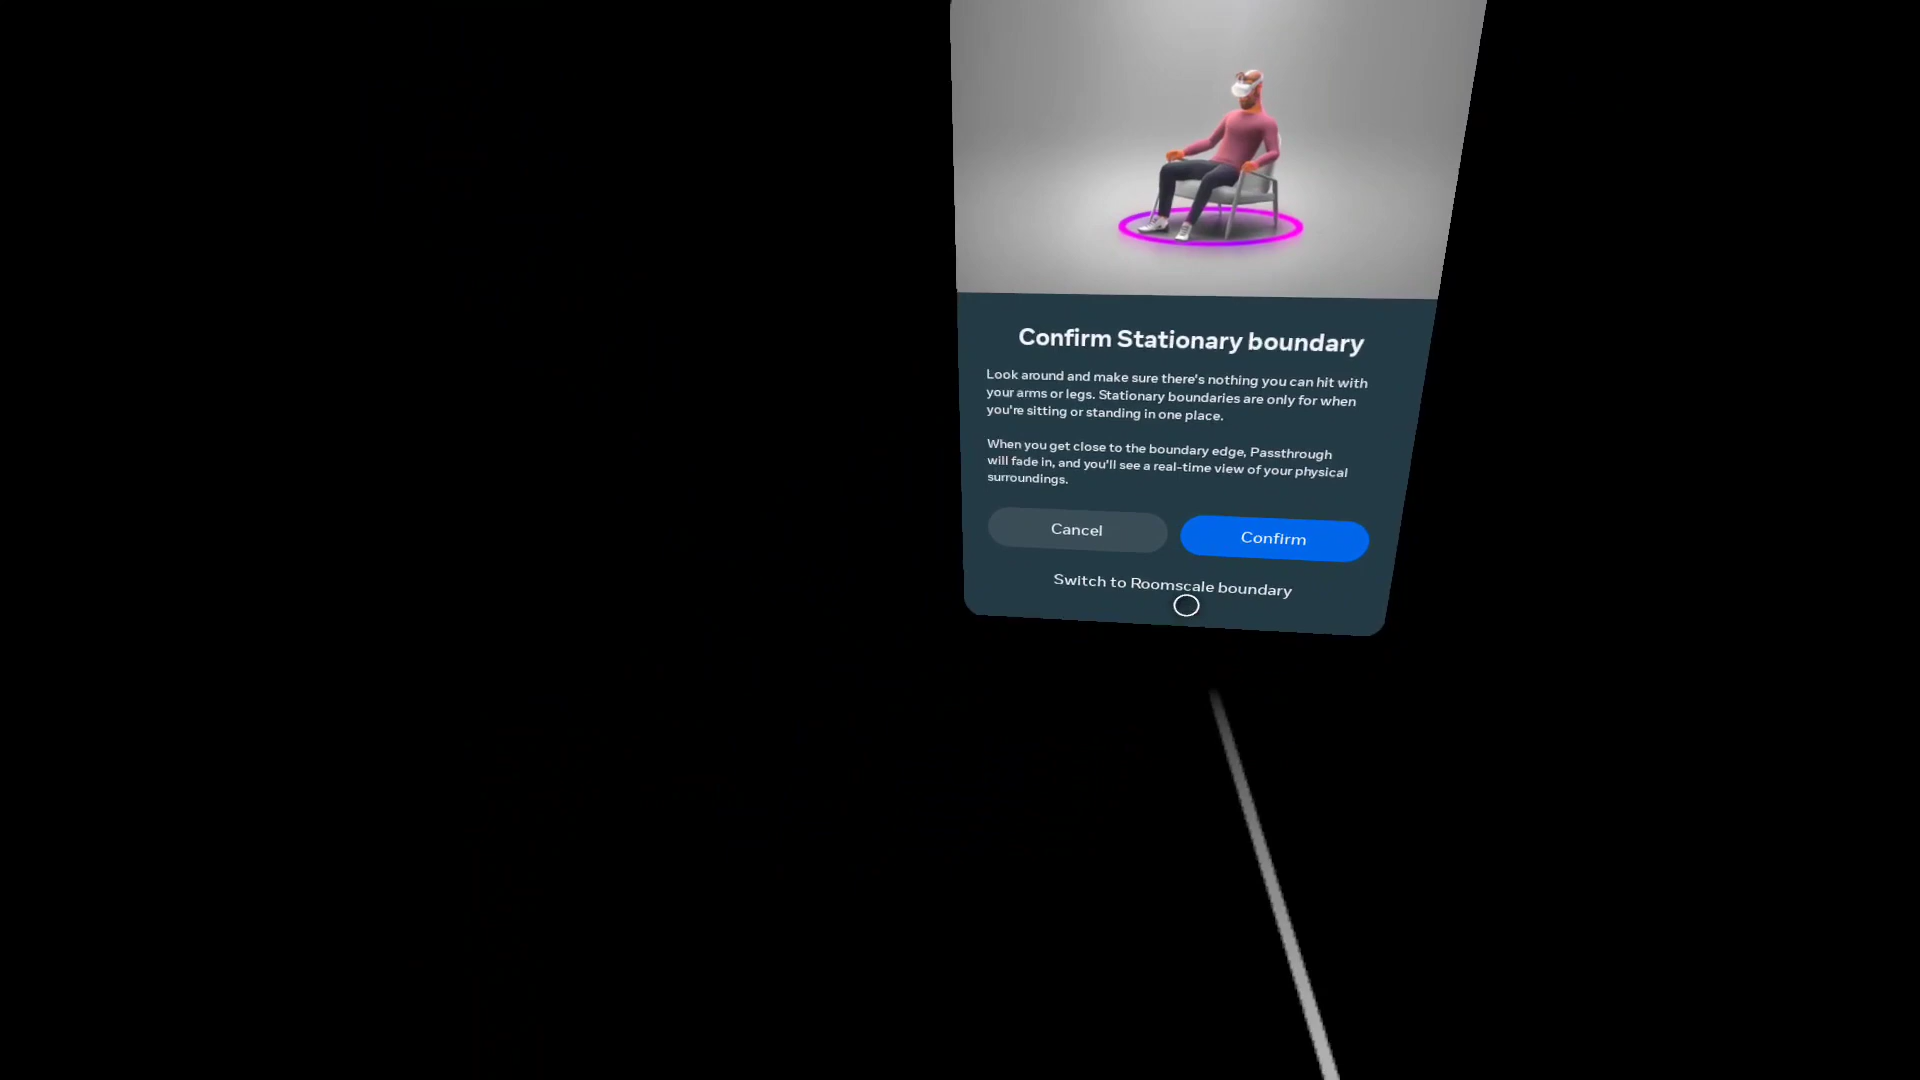 Confirm Stationary boundary
Look around and make sure there's nothing you can hit with
your arms or legs. Stationary boundaries are only for when
you're sitting or standing in one place.
When you get close to the boundary edge, Passthrough
will fade in, and you'll see a real-time view of your physical
surroundings.
Cancel
Confirm
Switch to Roomscale boundary